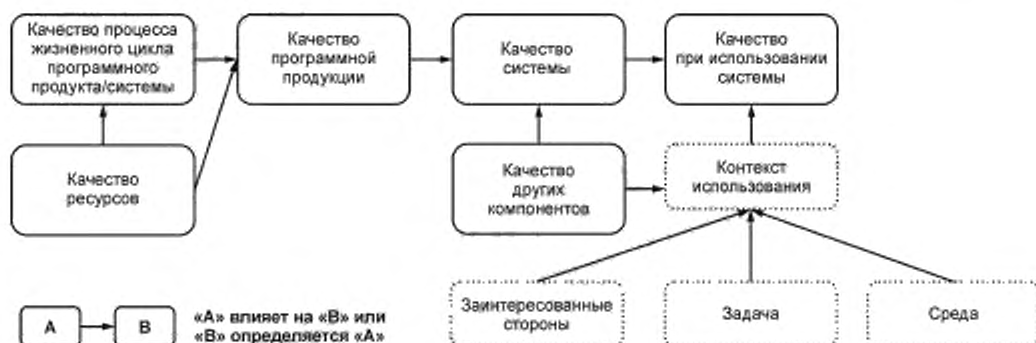 Качество процесса
жизненного цикла
программного
продукта/системы
Качество
программной
продукции
Качество
системы
Качество
при использовании
системы
Качество
ресурсов
Качество
других
компонентов
Контекст
использования
Заинтересованные
стороны
Задача
Среда
А
В
«А» влияет на «В» или
«В» определяется «А»